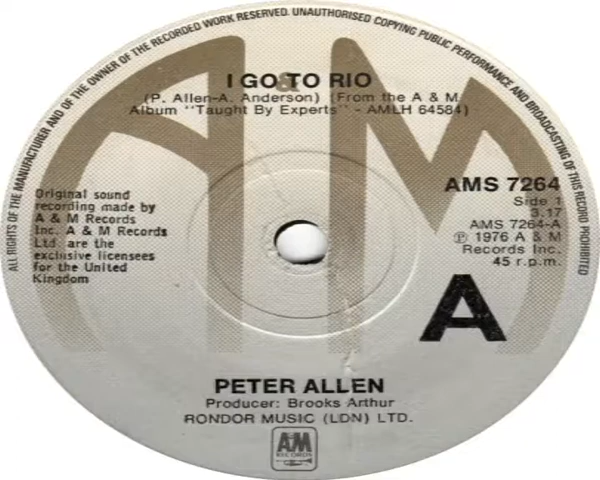 ALL RIGHTS OF THE MANUFACTURER AND OF THE OWNER OF THE RECORDED WORK RESERVED. UNAUTHORISED COPYING PUBLIC PERFORMANCE AND BROADCASTING OF THIS RECORD PROHIBITED
A&M
I GO TO RIO
(P. Allen-A. Anderson) (From the A & M
Album "Taught By Experts" - AMLH 64584)
Original sound
recording made by
A & M Records
Inc. A & M Records
Ltd. are the
exclusive licensees
for the United
Kingdom
AMS 7264
Side 1
3.17
AMS 7264-A
℗ 1976 A & M
Records Inc.
45 r.p.m.
A
PETER ALLEN
Producer: Brooks Arthur
RONDOR MUSIC (LDN) LTD.
A&M
RECORDS